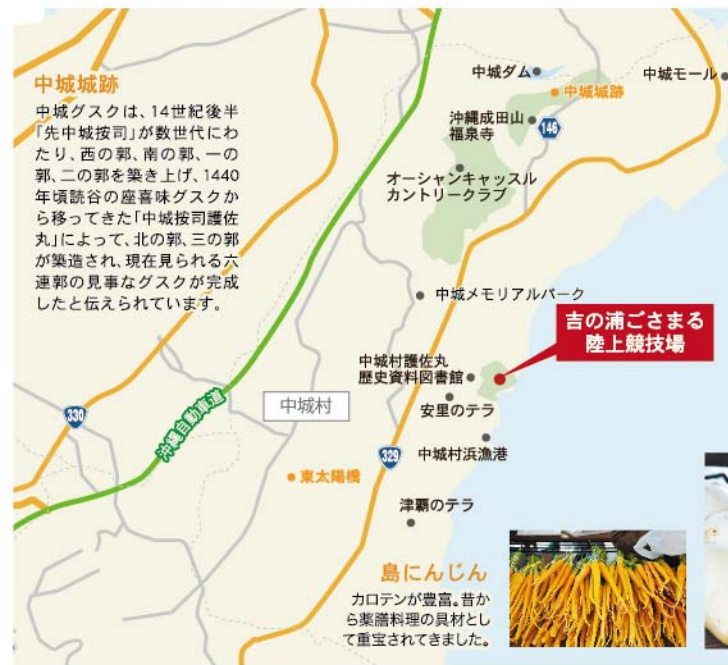 中城城跡
中城グスクは、14世紀後半
「先中城按司」が数世代にわ
たり、西の郭、南の郭、一の
郭、二の郭を築き上げ、1440
年頃読谷の座喜味グスクか
ら移ってきた「中城按司護佐
丸」によって、北の郭、三の郭
が築造され、現在見られる六
連郭の見事なグスクが完成
したと伝えられています。
中城ダム
中城モール
中城城跡
沖縄成田山
福泉寺
146
オーシャンキャッスル
カントリークラブ
中城メモリアルパーク
吉の浦ごさまる
陸上競技場
中城村護佐丸
歴史資料図書館
安里のテラ
中城村
330
沖縄自動車道
329
中城村浜漁港
東太陽橋
津覇のテラ
島にんじん
カロテンが豊富。昔か
ら薬膳料理の具材とし
て重宝されてきました。